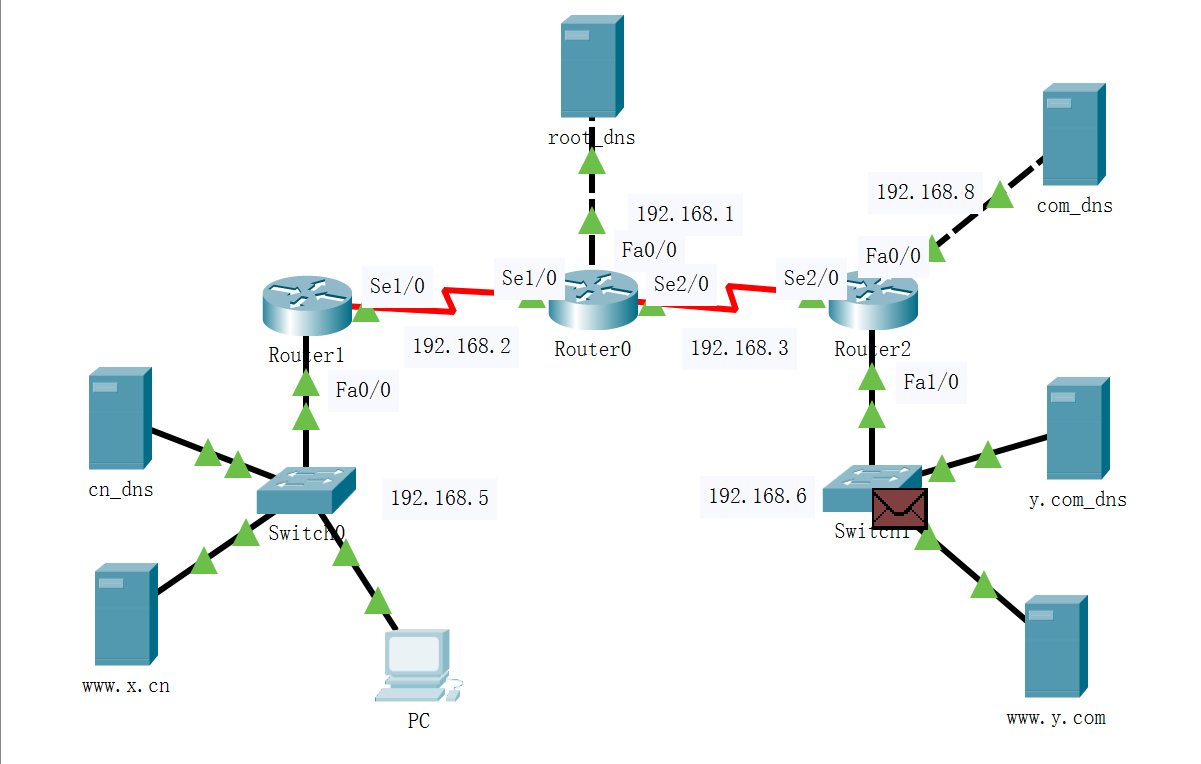 root_dns
192.168.8
com_dns
192.168.1
Fa0/0
Fa0/0
Se1/0
Se1/0
Se2/0
Se2/0
192.168.2
192.168.3
Router1
Router0
Router2
Fa0/0
Fa1/0
cn_dns
192.168.5
192.168.6
y.com_dns
Switch0
Switch1
www.x.cn
PC
www.y.com